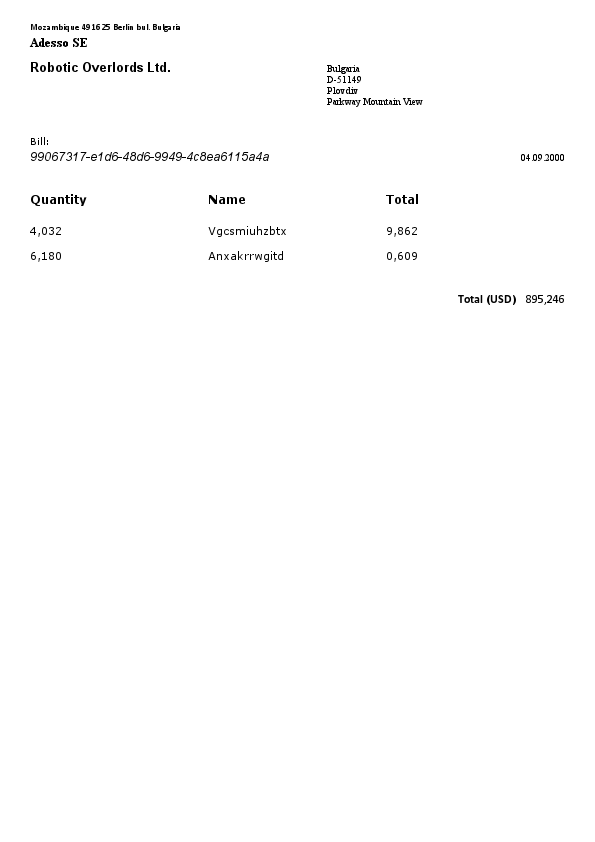 Mozambique 491625 Berlin bul. Bulgaria
Adesso SE
Robotic Overlords Ltd.
Bulgaria
D-51149
Plovdiv
Parkway Mountain View
Bill:
99067317-e1d6-48d6-9949-4c8ea6115a4a
04.09.2000
Quantity Name Total
4,032 Vgcsmiuhzbtx 9,862
6,180 Anxakrrwgitd 0,609
Total (USD) 895,246